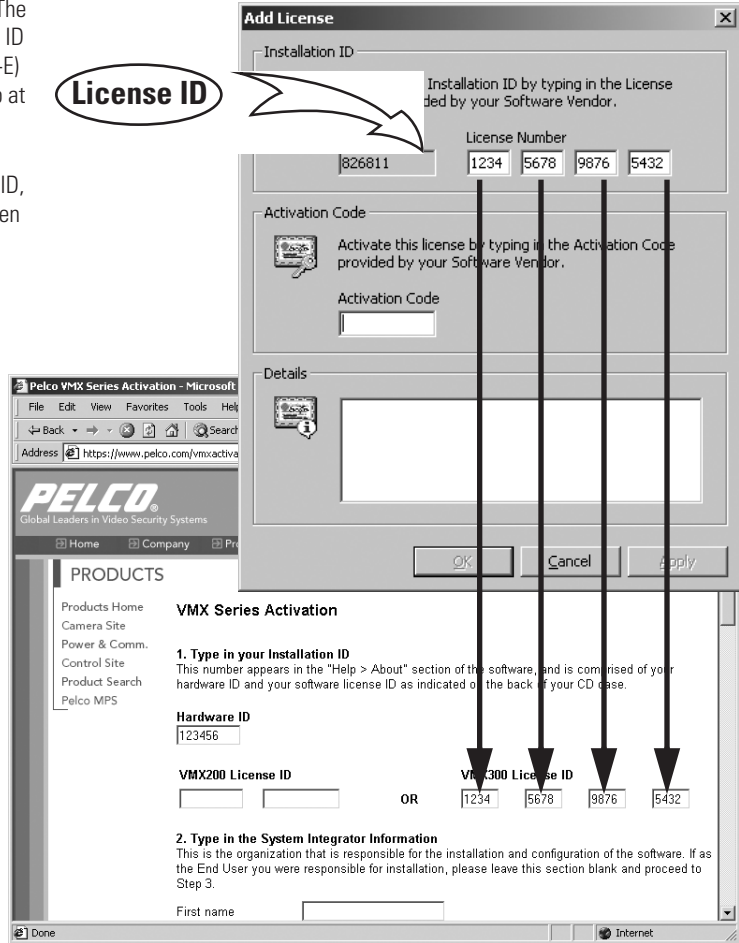 The
ID
-E)
at
ID,
en
License ID
Add License
Installation ID
Installation ID by typing in the License
ded by your Software Vendor.
License Number
826811 1234 5678 9876 5432
Activation Code
Activate this license by typing in the Activation Code
provided by your Software Vendor.
Activation Code
Details
OK Cancel Apply
Pelco VMX Series Activation - Microsoft
File Edit View Favorites Tools Help
Back Search
Address https://www.pelco.com/vmxactiva
PELCO®
Global Leaders in Video Security Systems
Home Company Pr
PRODUCTS
Products Home
Camera Site
Power & Comm.
Control Site
Product Search
Pelco MPS
VMX Series Activation
1. Type in your Installation ID
This number appears in the "Help > About" section of the software, and is comprised of your
hardware ID and your software license ID as indicated on the back of your CD case.
Hardware ID
123456
VMX200 License ID VMX300 License ID
OR 1234 5678 9876 5432
2. Type in the System Integrator Information
This is the organization that is responsible for the installation and configuration of the software. If as
the End User you were responsible for installation, please leave this section blank and proceed to
Step 3.
First name
Done Internet